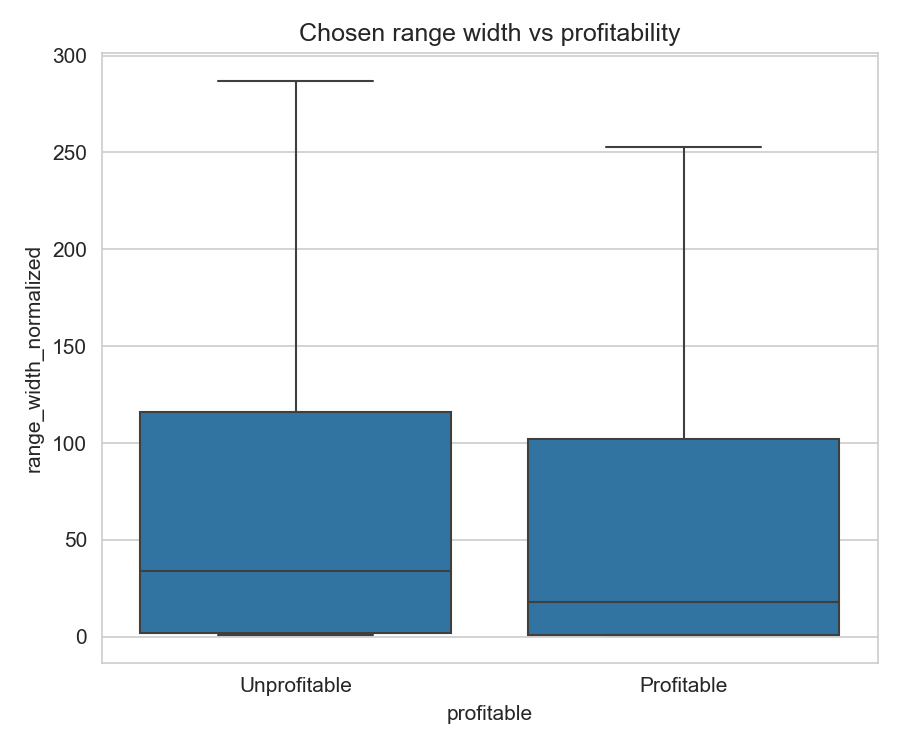 Chosen range width vs profitability
300
250
200
150
100
50
0
range_width_normalized
Unprofitable
Profitable
profitable